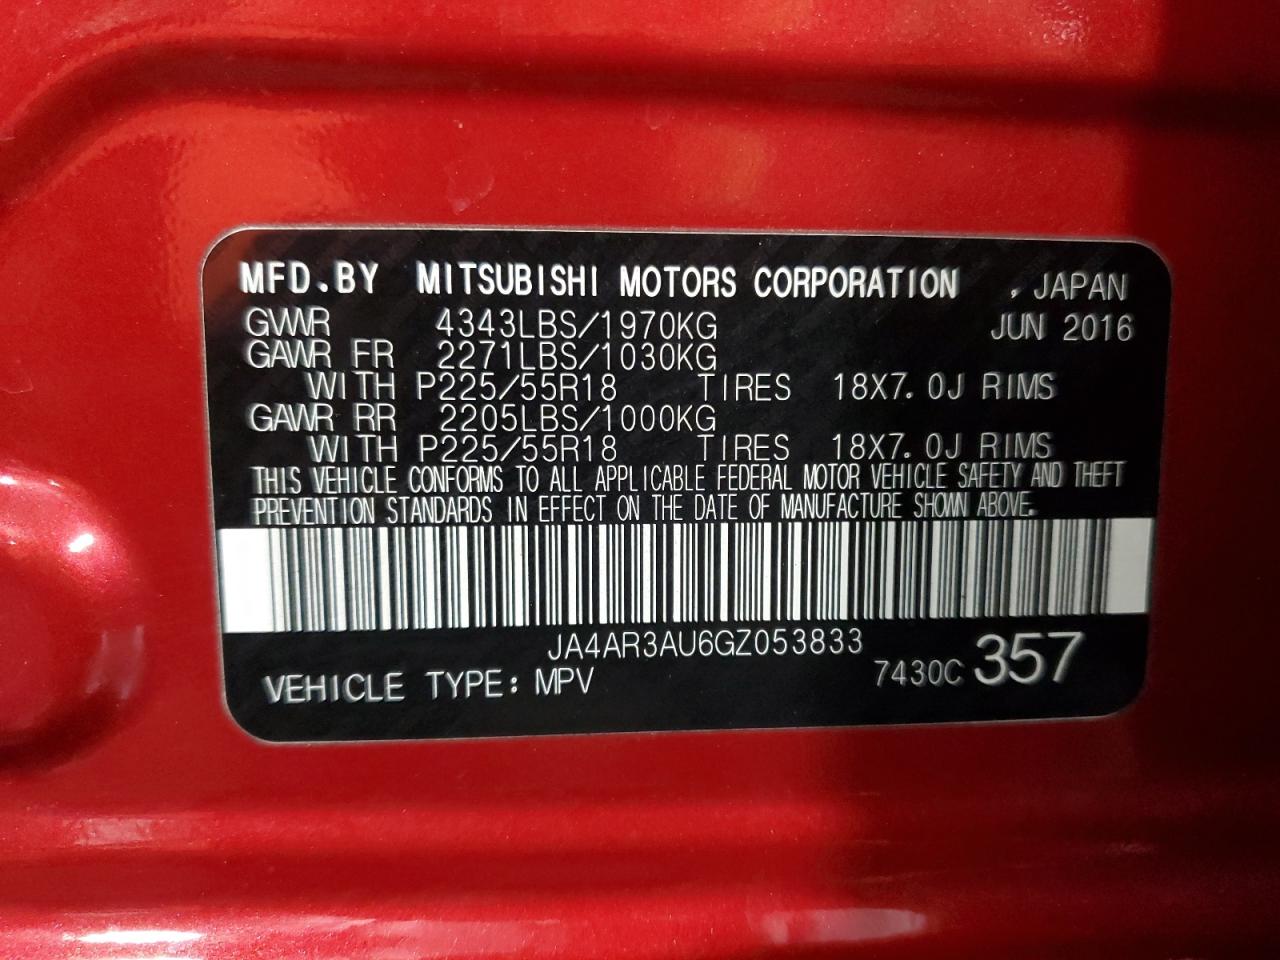 MFD.BY MITSUBISHI MOTORS CORPORATION , JAPAN
GVWR 4343LBS/1970KG JUN 2016
GAWR FR 2271LBS/1030KG
WITH P225/55R18 TIRES 18X7.0J RIMS
GAWR RR 2205LBS/1000KG
WITH P225/55R18 TIRES 18X7.0J RIMS
THIS VEHICLE CONFORMS TO ALL APPLICABLE FEDERAL MOTOR VEHICLE SAFETY AND THEFT
PREVENTION STANDARDS IN EFFECT ON THE DATE OF MANUFACTURE SHOWN ABOVE.
JA4AR3AU6GZ053833
VEHICLE TYPE: MPV 7430C 357